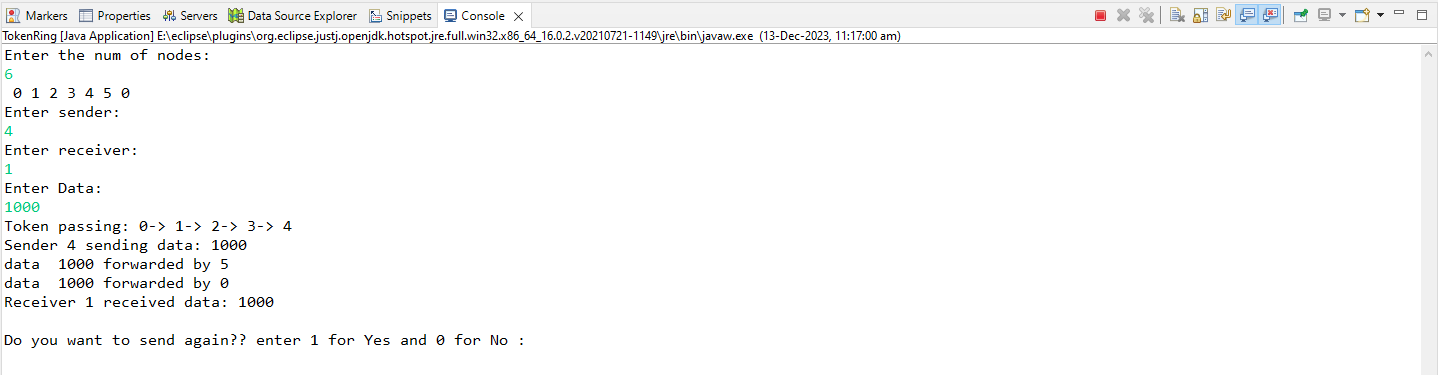 Markers Properties Servers Data Source Explorer Snippets Console
TokenRing [Java Application] E:\eclipse\plugins\org.eclipse.justj.openjdk.hotspot.jre.full.win32.x86_64_16.0.2.v20210721-1149\jre\bin\javaw.exe (13-Dec-2023, 11:17:00 am)
Enter the num of nodes:
6
0 1 2 3 4 5 0
Enter sender:
4
Enter receiver:
1
Enter Data:
1000
Token passing: 0-> 1-> 2-> 3-> 4
Sender 4 sending data: 1000
data  1000 forwarded by 5
data  1000 forwarded by 0
Receiver 1 received data: 1000
Do you want to send again?? enter 1 for Yes and 0 for No :